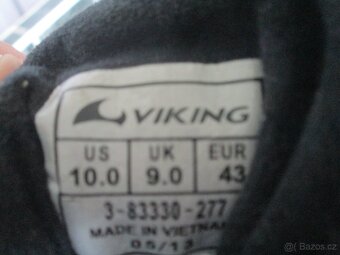 VIKING
US UK EUR
10.0 9.0 43
3-83330-277
MADE IN VIETNAM
05/13
Bazos.cz